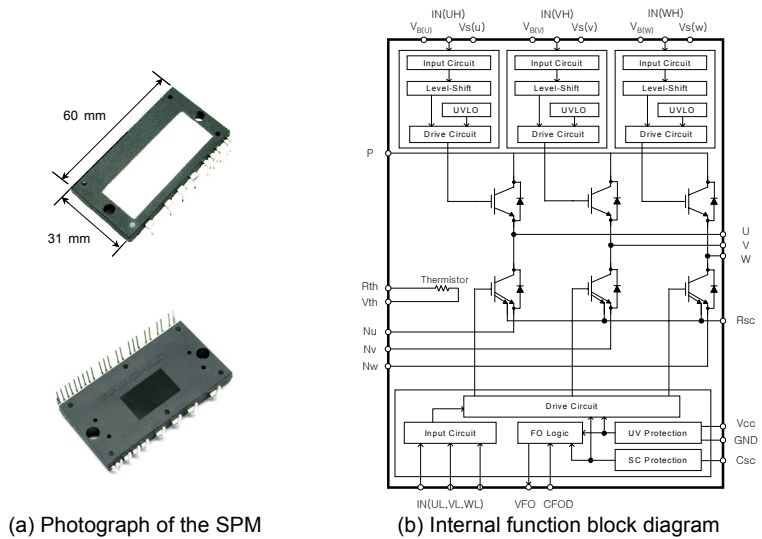 60 mm
31 mm
IN(UH)
IN(VH)
IN(WH)
VB(U)
Vs(u)
VB(V)
Vs(v)
VB(W)
Vs(w)
Input Circuit
Input Circuit
Input Circuit
Level-Shift
Level-Shift
Level-Shift
UVLO
UVLO
UVLO
Drive Circuit
Drive Circuit
Drive Circuit
P
U
V
W
Rth
Thermistor
Vth
Rsc
Nu
Nv
Nw
Drive Circuit
Input Circuit
FO Logic
UV Protection
SC Protection
Vcc
GND
Csc
IN(UL,VL,WL)
VFO
CFOD
(a) Photograph of the SPM
(b) Internal function block diagram